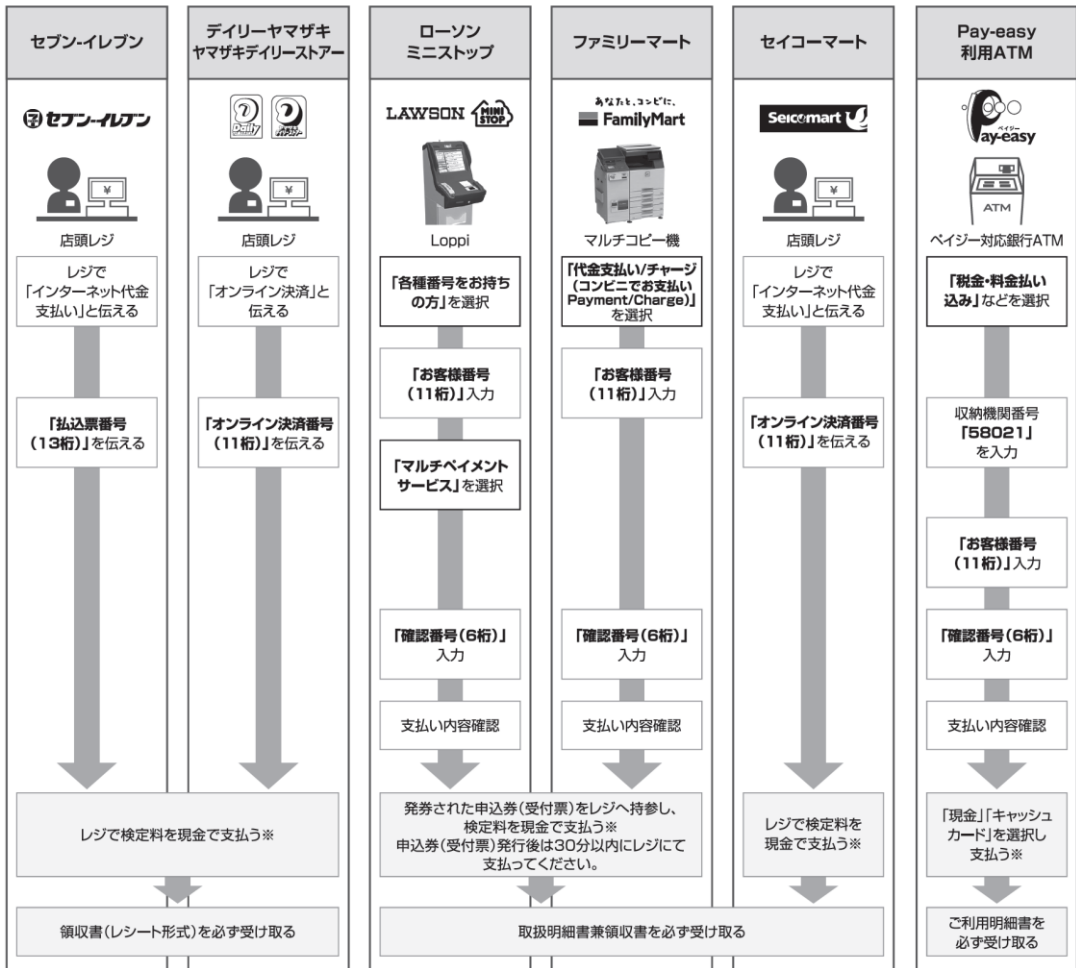 セブン-イレブン
セブン-イレブン
店頭レジ
レジで
「インターネット代金
支払い」と伝える
「払込票番号
(13桁)」を伝える
デイリーヤマザキ
ヤマザキデイリーストアー
Daily
店頭レジ
レジで
「オンライン決済」と
伝える
「オンライン決済番号
(11桁)」を伝える
レジで検定料を現金で支払う※
領収書(レシート形式)を必ず受け取る
ローソン
ミニストップ
LAWSON
MINI
STOP
Loppi
「各種番号をお持ち
の方」を選択
「お客様番号
(11桁)」入力
「マルチペイメント
サービス」を選択
「確認番号(6桁)」
入力
支払い内容確認
ファミリーマート
あなたと、コンビに、
FamilyMart
マルチコピー機
「代金支払い/チャージ
(コンビニでお支払い
Payment/Charge)」
を選択
「お客様番号
(11桁)」入力
「確認番号(6桁)」
入力
支払い内容確認
発券された申込券(受付票)をレジへ持参し、
検定料を現金で支払う※
申込券(受付票)発行後は30分以内にレジにて
支払ってください。
セイコーマート
Seicomart
店頭レジ
レジで
「インターネット代金
支払い」と伝える
「オンライン決済番号
(11桁)」を伝える
レジで検定料を
現金で支払う※
取扱明細書兼領収書を必ず受け取る
Pay-easy
利用ATM
ペイジー
Pay-easy
ATM
ペイジー対応銀行ATM
「税金・料金払い
込み」などを選択
収納機関番号
「58021」
を入力
「お客様番号
(11桁)」入力
「確認番号(6桁)」
入力
支払い内容確認
「現金」「キャッシュ
カード」を選択し
支払う※
ご利用明細書を
必ず受け取る